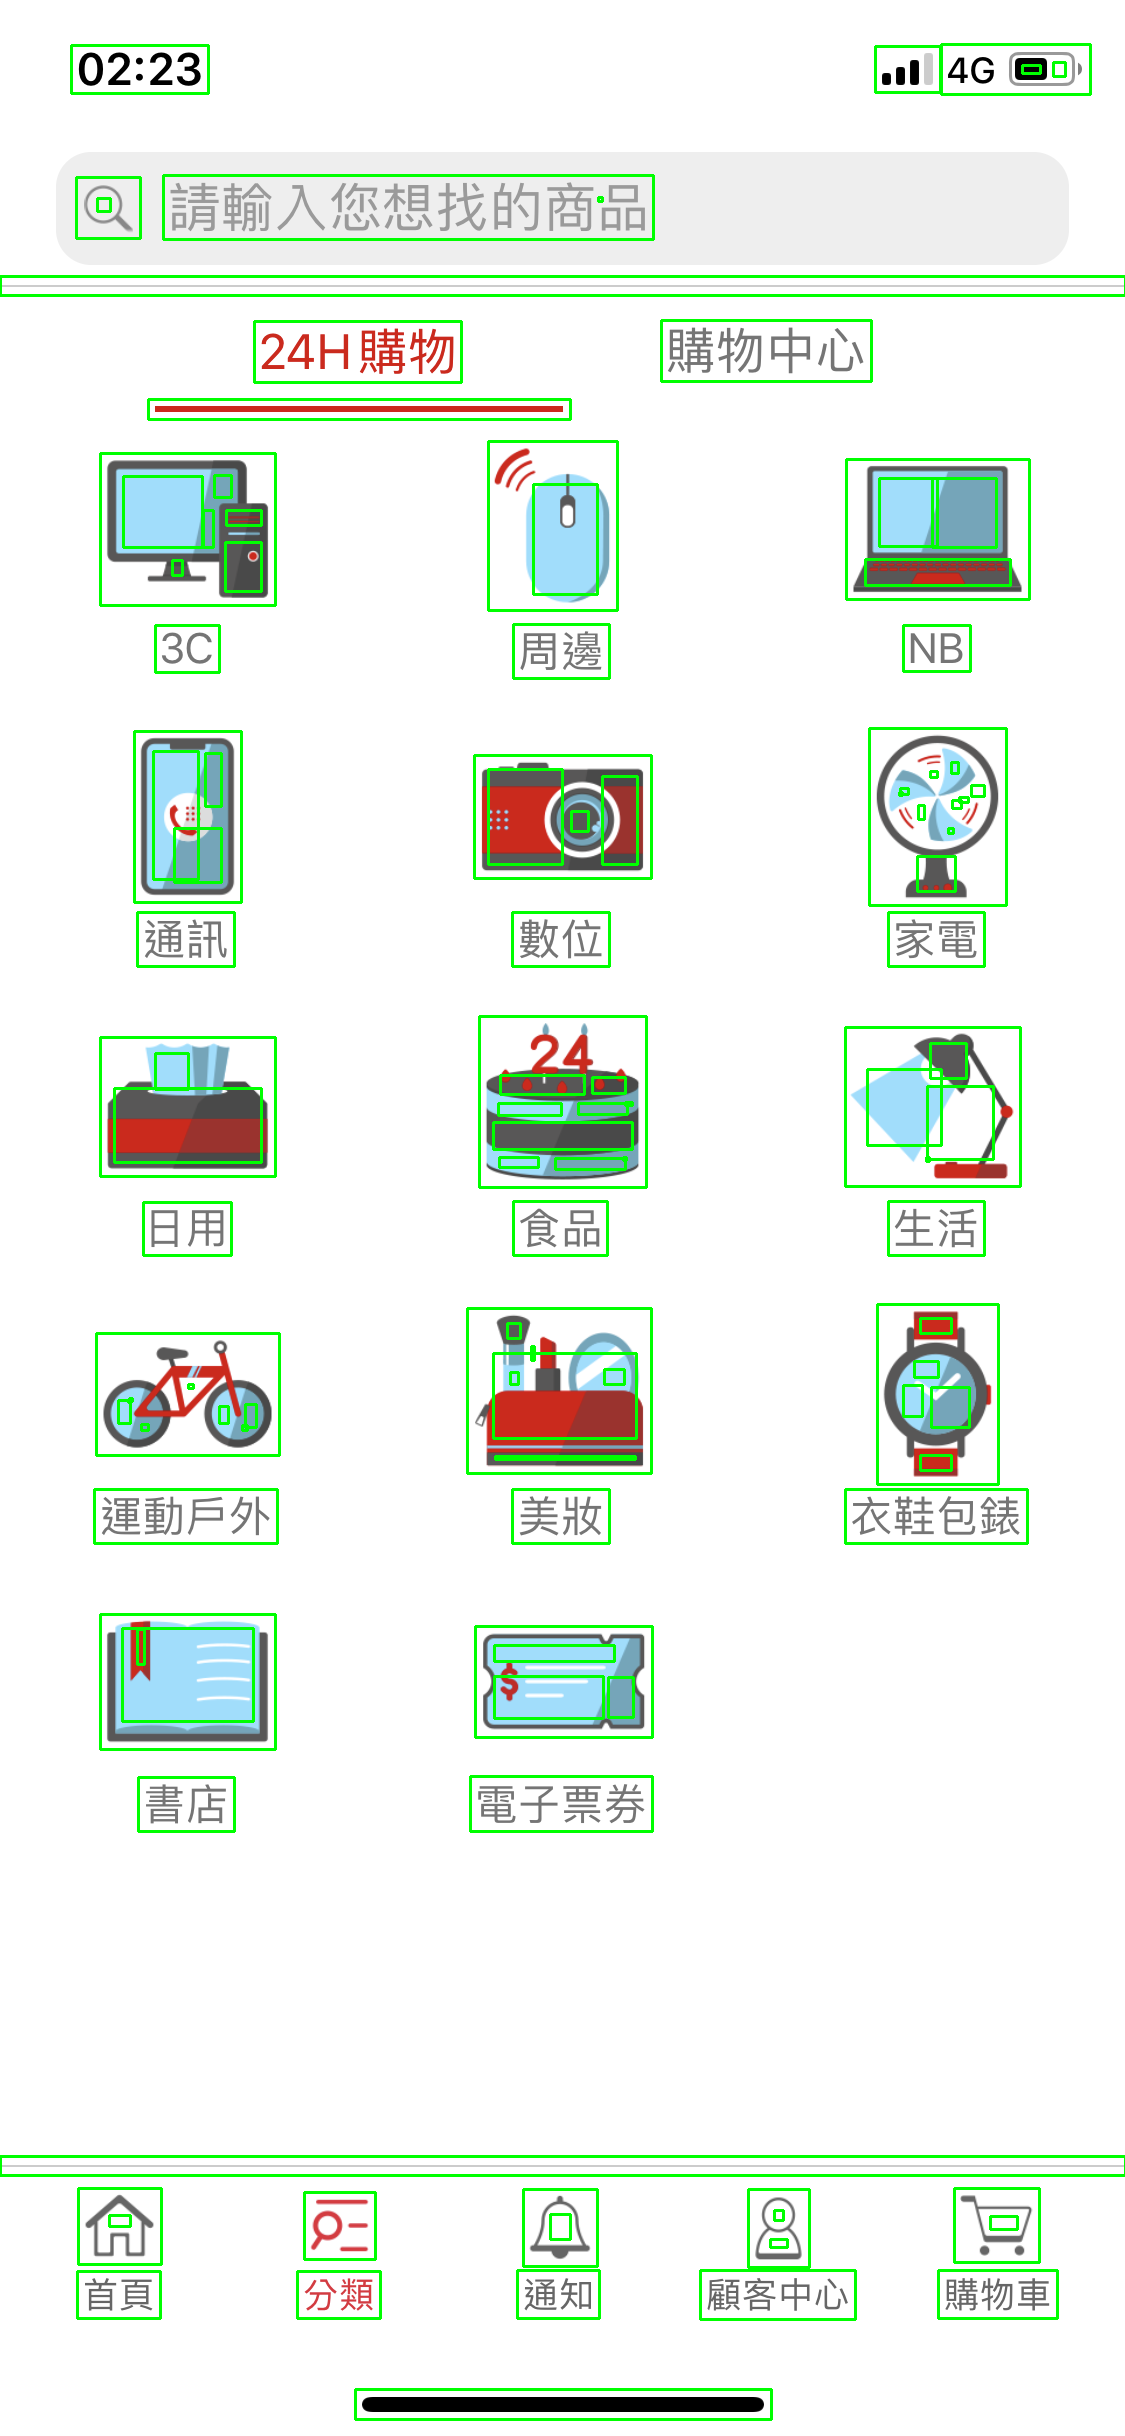 02:23 4G
請輸入您想找的商品
24H購物 購物中心
3C 周邊 NB
通訊 數位 家電
24
日用 食品 生活
運動戶外 美妝 衣鞋包錶
$
書店 電子票券
首頁 分類 通知 顧客中心 購物車